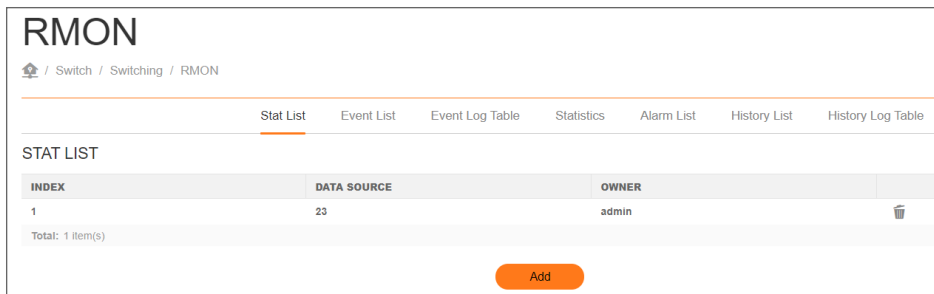 RMON
/ Switch / Switching / RMON
Stat List Event List Event Log Table Statistics Alarm List History List History Log Table
STAT LIST
INDEX DATA SOURCE OWNER
1 23 admin
Total: 1 item(s)
Add